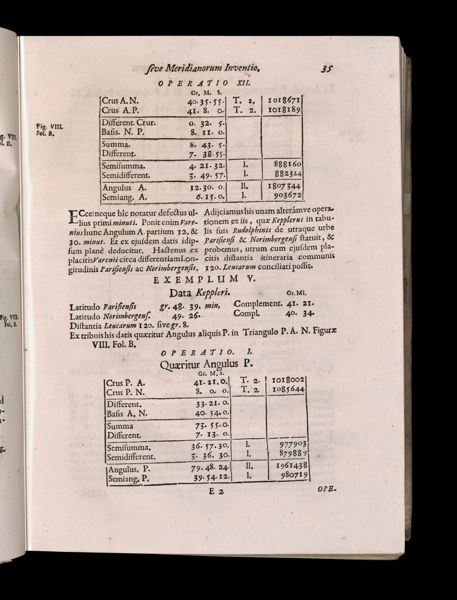 sive Meridianorum Inventio. 35
OPERATIO XII.
Gr. M. S.
Crus A.N. 40.35.55. T. 2. 1018671
Crus A.P. 41. 8. 0. T. 2. 1018189
Fig. VIII.
Fol. B.
Different. Crur. 0. 32. 5.
Basis. N. P. 8. 11. 0.
Summa. 8. 43. 5.
Different. 7. 38.55.
Semisumma. 4. 21.32. I. 888160
Semidifferent. 3. 49.57. I. 882324
Angulus A. 12.30. 0. II. 1807344
Semiang. A. 6.15. 0. I. 903672
ECce neque hic notatur defectus ul-
lius primi minuti. Ponit enim Vare-
nius hunc Angulum A. partium 12. &
30. minut. Et ex ejusdem datis idip-
sum planè deducitur. Hactenus ex
placitis Varenii circa differentiam Lon-
gitudinis Parisiensis ac Norimbergensis.
Adjiciamus his unam alterámve opera-
tionem ex iis, quæ Keplerus in tabu-
lis suis Rudolphinis de utraque urbe
Parisiensi & Norimbergensi statuit, &
probemus, utrum cum ejusdem pla-
citis distantia itineraria communis
120. Leucarum conciliari possit.
EXEMPLUM V.
Data Keppleri. Gr. Mi.
Latitudo Parisiensis gr. 48. 39. min, Complement. 41. 21.
Latitudo Norimbergens. 49. 26. Compl. 40. 34.
Distantia Leucarum 120. sive gr. 8.
Ex tribus his datis quæritur Angulus aliquis P. in Triangulo P. A. N. Figuræ
VIII. Fol. B.
OPERATIO. I.
Quæritur Angulus P.
Gr. M. S.
Crus P. A. 41.21.0. T. 2. 1018002
Crus P. N. 8. 0. 0. T. 2 1085644
Different. 33.21.0.
Basis A. N. 40.34.0.
Summa 73.55.0.
Different. 7. 13. 0.
Semisumma. 36.57.30. I. 977903
Semidifferent. 3. 36. 30. I. 879889
Angulus. P. 79.48.24. II. 1961438
Semiang. P. 39.54.12. I. 980719
E 2 OPE-